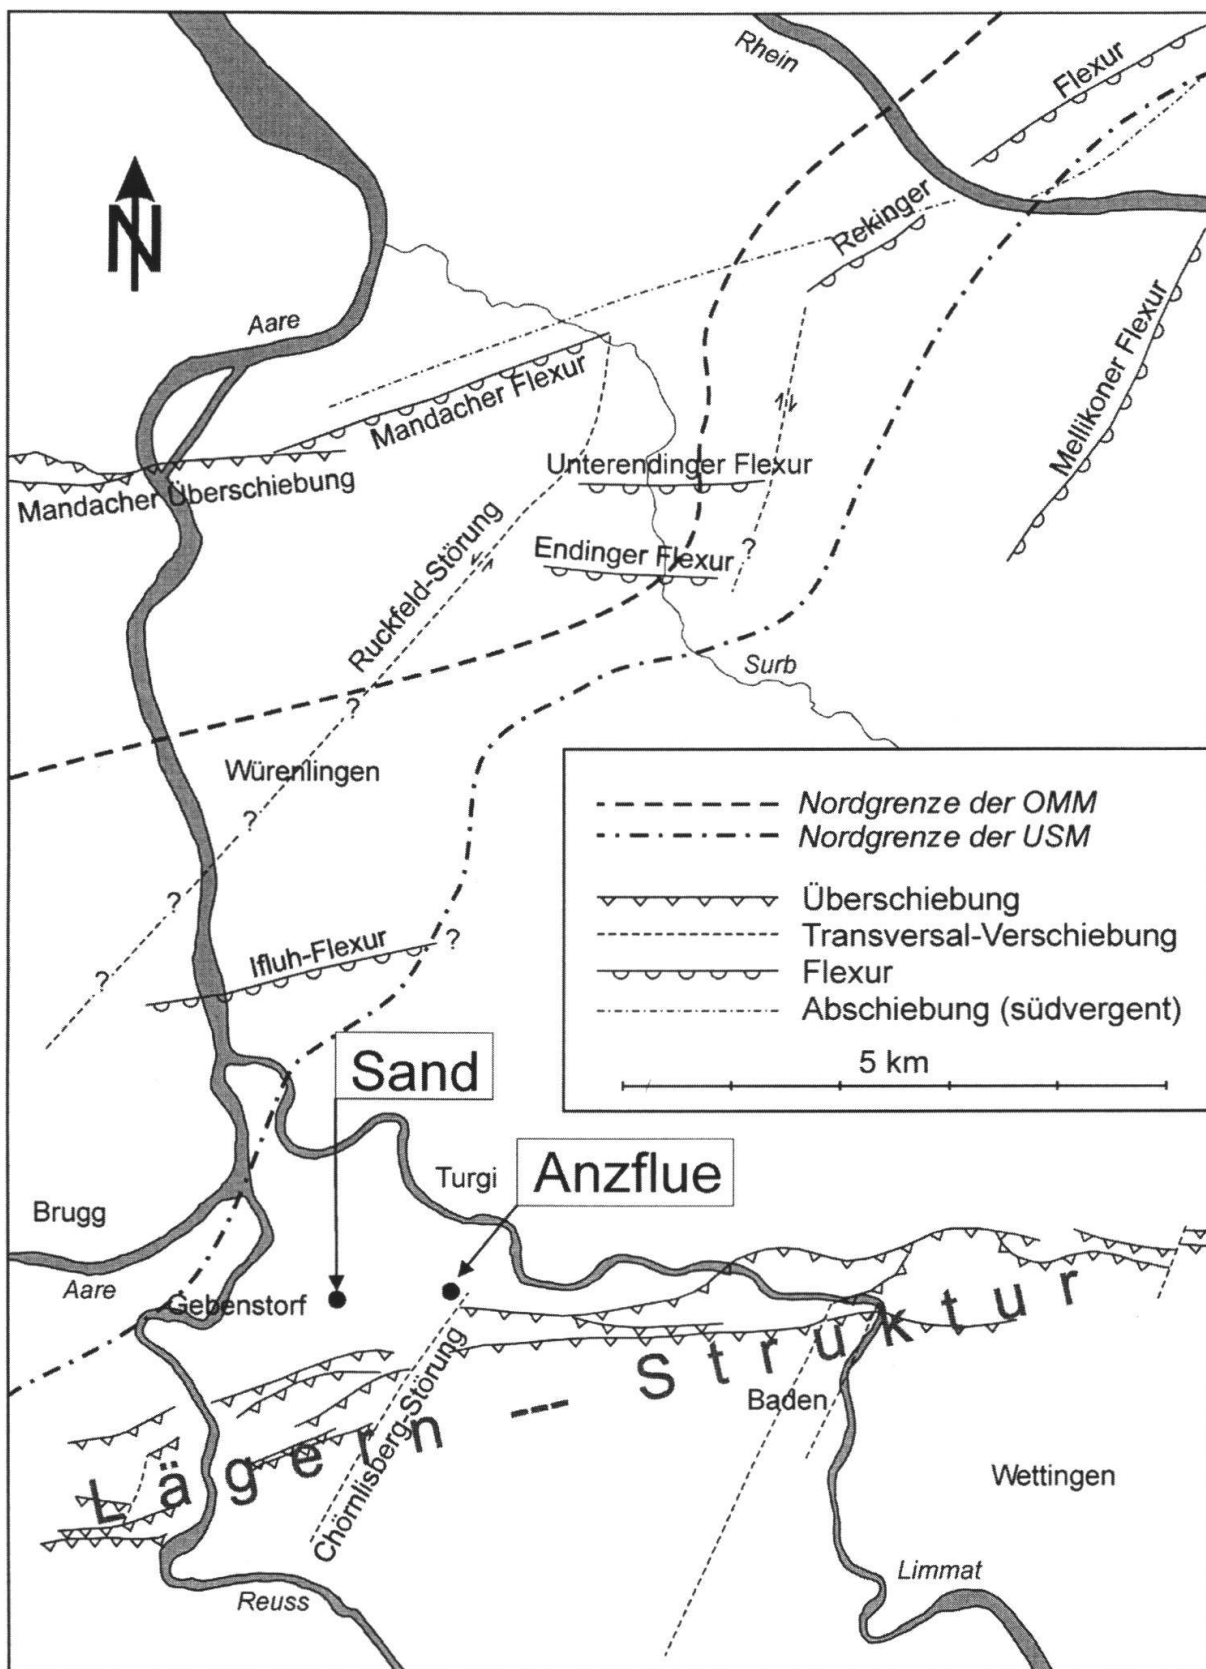 Rhein
Flexur
N
Rekinger
Aare
Mandacher Flexur
Mellikoner Flexur
Mandacher Überschiebung
Unterendinger Flexur
Ruckfeld-Störung
Endinger Flexur
?
Surb
?
Würenlingen
?
?
?
Ifluh-Flexur
?
Nordgrenze der OMM
Nordgrenze der USM
Überschiebung
Transversal-Verschiebung
Flexur
Abschiebung (südvergent)
5 km
Sand
Anzflue
Turgi
Brugg
Aare
Gebenstorf
Lägern --- Struktur
Chörnlisberg-Störung
Baden
Wettingen
Limmat
Reuss